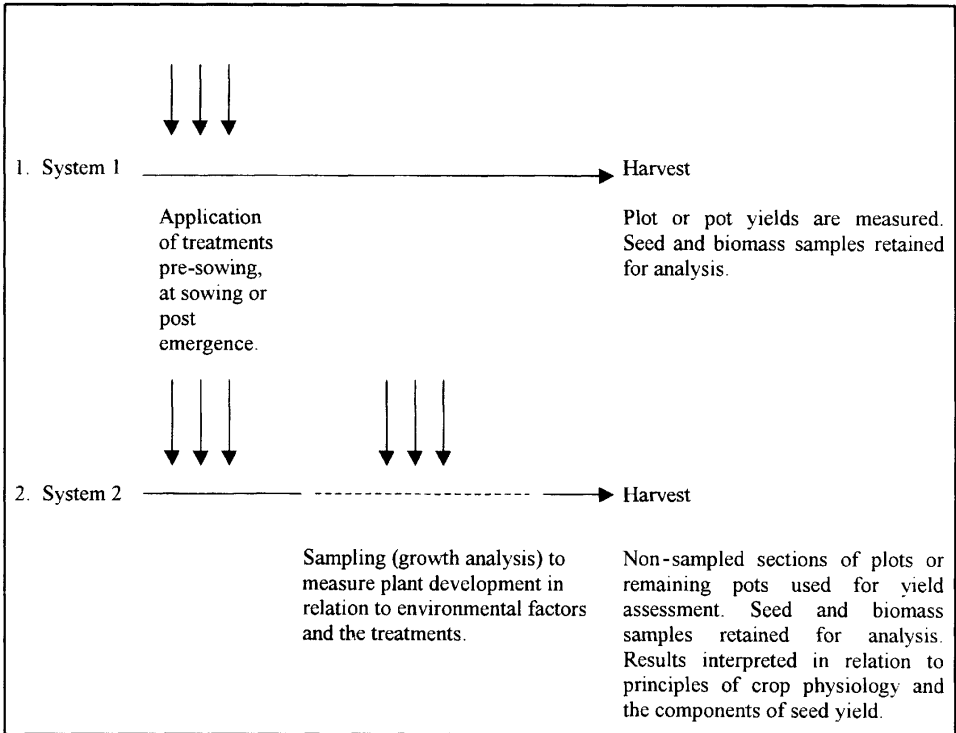 1. System 1
Harvest
Application
of treatments
pre-sowing,
at sowing or
post
emergence.
Plot or pot yields are measured.
Seed and biomass samples retained
for analysis.
2. System 2
Harvest
Sampling (growth analysis) to
measure plant development in
relation to environmental factors
and the treatments.
Non-sampled sections of plots or
remaining pots used for yield
assessment. Seed and biomass
samples retained for analysis.
Results interpreted in relation to
principles of crop physiology and
the components of seed yield.